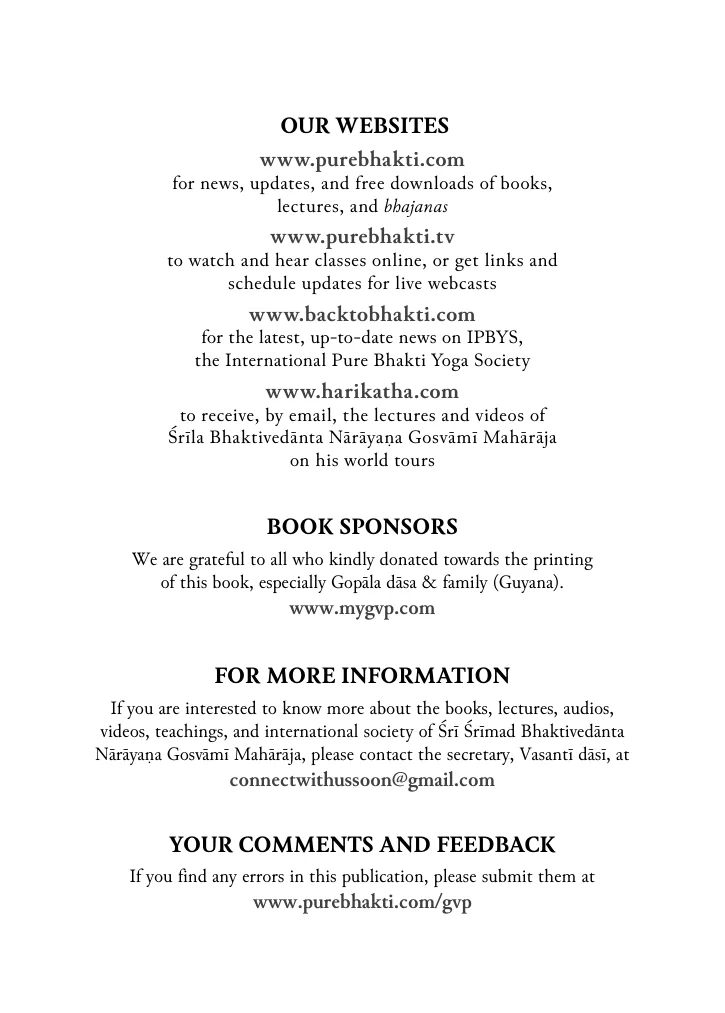 OUR WEBSITES
www.purebhakti.com
for news, updates, and free downloads of books,
lectures, and bhajanas
www.purebhakti.tv
to watch and hear classes online, or get links and
schedule updates for live webcasts
www.backtobhakti.com
for the latest, up-to-date news on IPBYS,
the International Pure Bhakti Yoga Society
www.harikatha.com
to receive, by email, the lectures and videos of
Śrīla Bhaktivedānta Nārāyaṇa Gosvāmī Mahārāja
on his world tours
BOOK SPONSORS
We are grateful to all who kindly donated towards the printing
of this book, especially Gopāla dāsa & family (Guyana).
www.mygvp.com
FOR MORE INFORMATION
If you are interested to know more about the books, lectures, audios,
videos, teachings, and international society of Śrī Śrīmad Bhaktivedānta
Nārāyaṇa Gosvāmī Mahārāja, please contact the secretary, Vasantī dāsī, at
connectwithussoon@gmail.com
YOUR COMMENTS AND FEEDBACK
If you find any errors in this publication, please submit them at
www.purebhakti.com/gvp